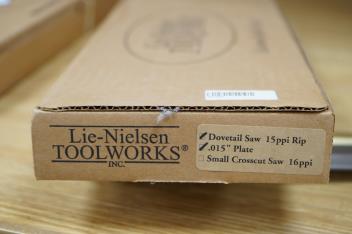 Lie-Nielsen
TOOLWORKS®
INC.
Dovetail Saw 15ppi Rip
.015" Plate
Small Crosscut Saw 16ppi